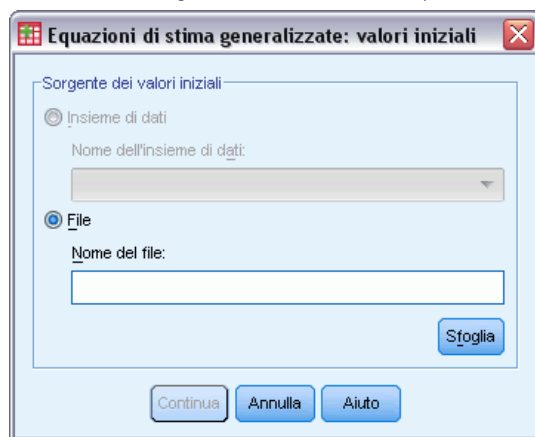 Equazioni di stima generalizzate: valori iniziali
Sorgente dei valori iniziali
Insieme di dati
Nome dell'insieme di dati:
File
Nome del file:
Sfoglia
Continua Annulla Aiuto